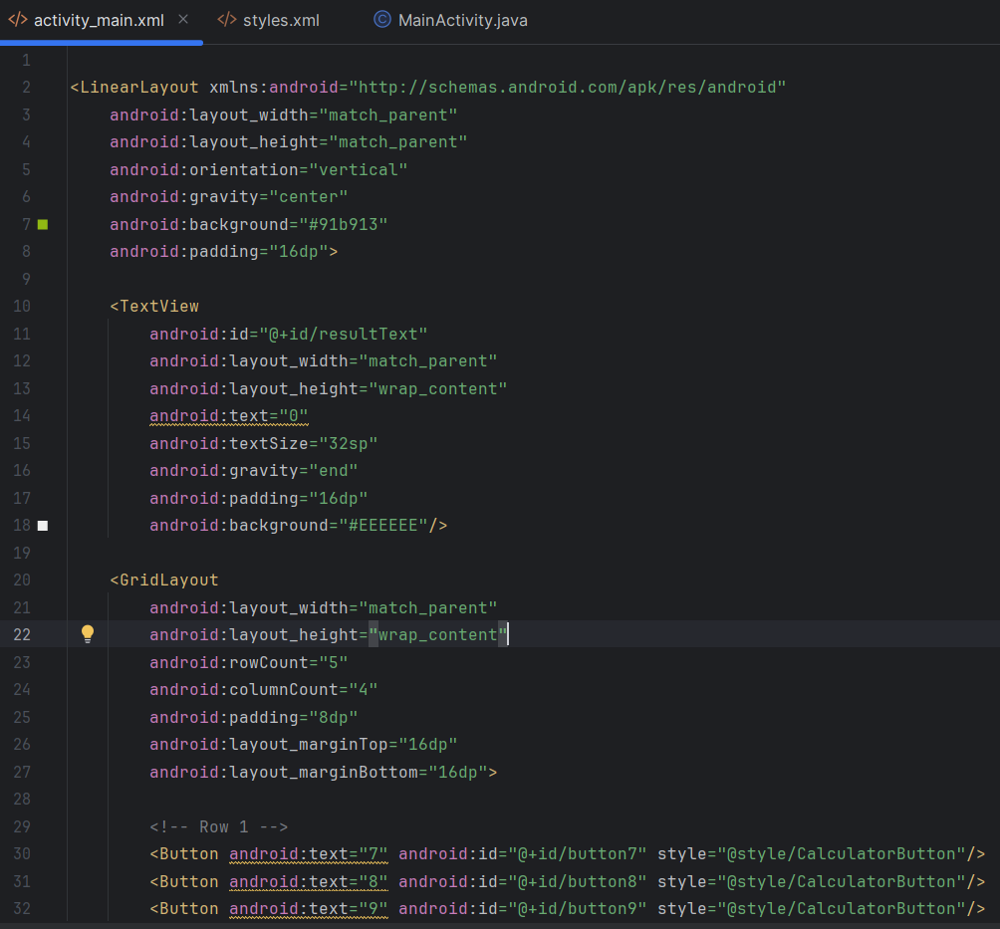 activity_main.xml styles.xml MainActivity.java
1
2 <LinearLayout xmlns:android="http://schemas.android.com/apk/res/android"
3     android:layout_width="match_parent"
4     android:layout_height="match_parent"
5     android:orientation="vertical"
6     android:gravity="center"
7     android:background="#91b913"
8     android:padding="16dp">
9
10     <TextView
11         android:id="@+id/resultText"
12         android:layout_width="match_parent"
13         android:layout_height="wrap_content"
14         android:text="0"
15         android:textSize="32sp"
16         android:gravity="end"
17         android:padding="16dp"
18         android:background="#EEEEEE"/>
19
20     <GridLayout
21         android:layout_width="match_parent"
22         android:layout_height="wrap_content"
23         android:rowCount="5"
24         android:columnCount="4"
25         android:padding="8dp"
26         android:layout_marginTop="16dp"
27         android:layout_marginBottom="16dp">
28
29         <!-- Row 1 -->
30         <Button android:text="7" android:id="@+id/button7" style="@style/CalculatorButton"/>
31         <Button android:text="8" android:id="@+id/button8" style="@style/CalculatorButton"/>
32         <Button android:text="9" android:id="@+id/button9" style="@style/CalculatorButton"/>